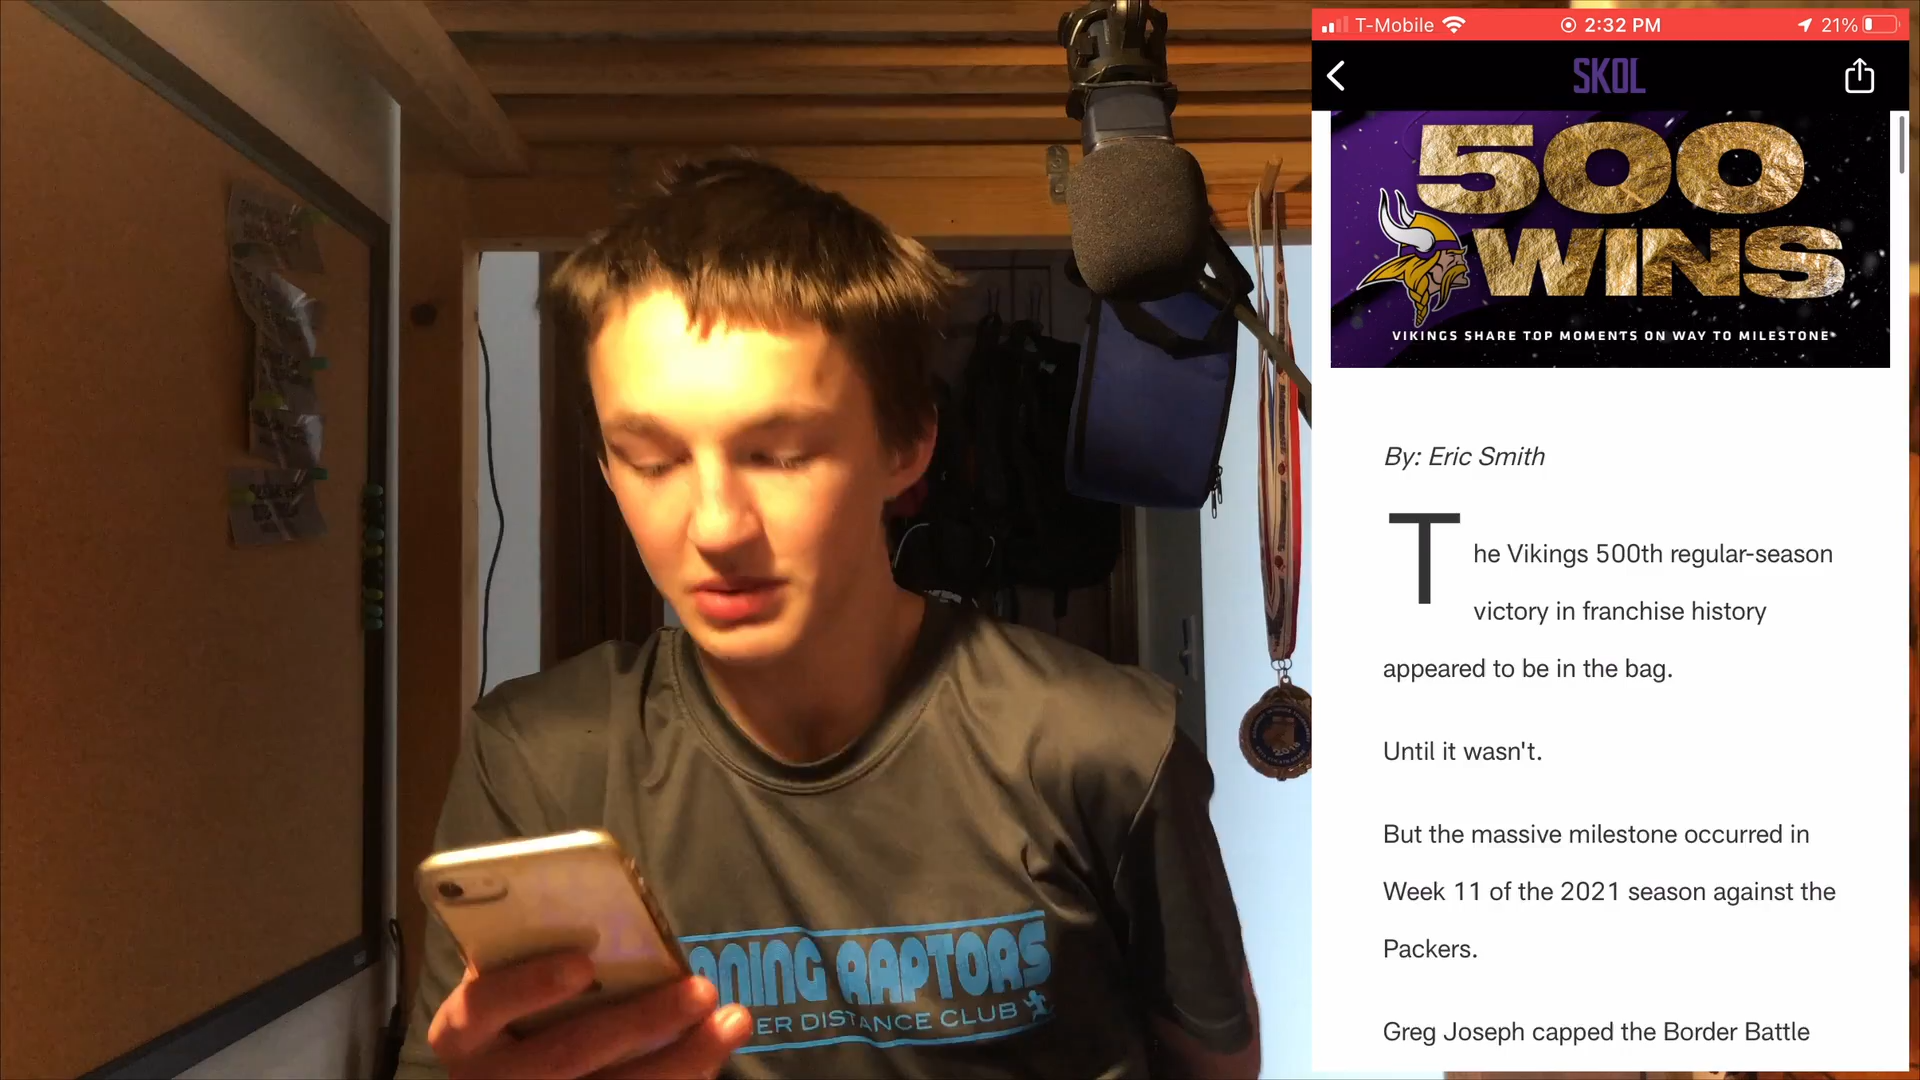 T-Mobile
2:32 PM
21%
SKOL
500
WINS
VIKINGS SHARE TOP MOMENTS ON WAY TO MILESTONE
By: Eric Smith
The Vikings 500th regular-season
victory in franchise history
appeared to be in the bag.
Until it wasn't.
But the massive milestone occurred in
Week 11 of the 2021 season against the
Packers.
Greg Joseph capped the Border Battle
NING RAPTORS
ER DISTANCE CLUB
2018